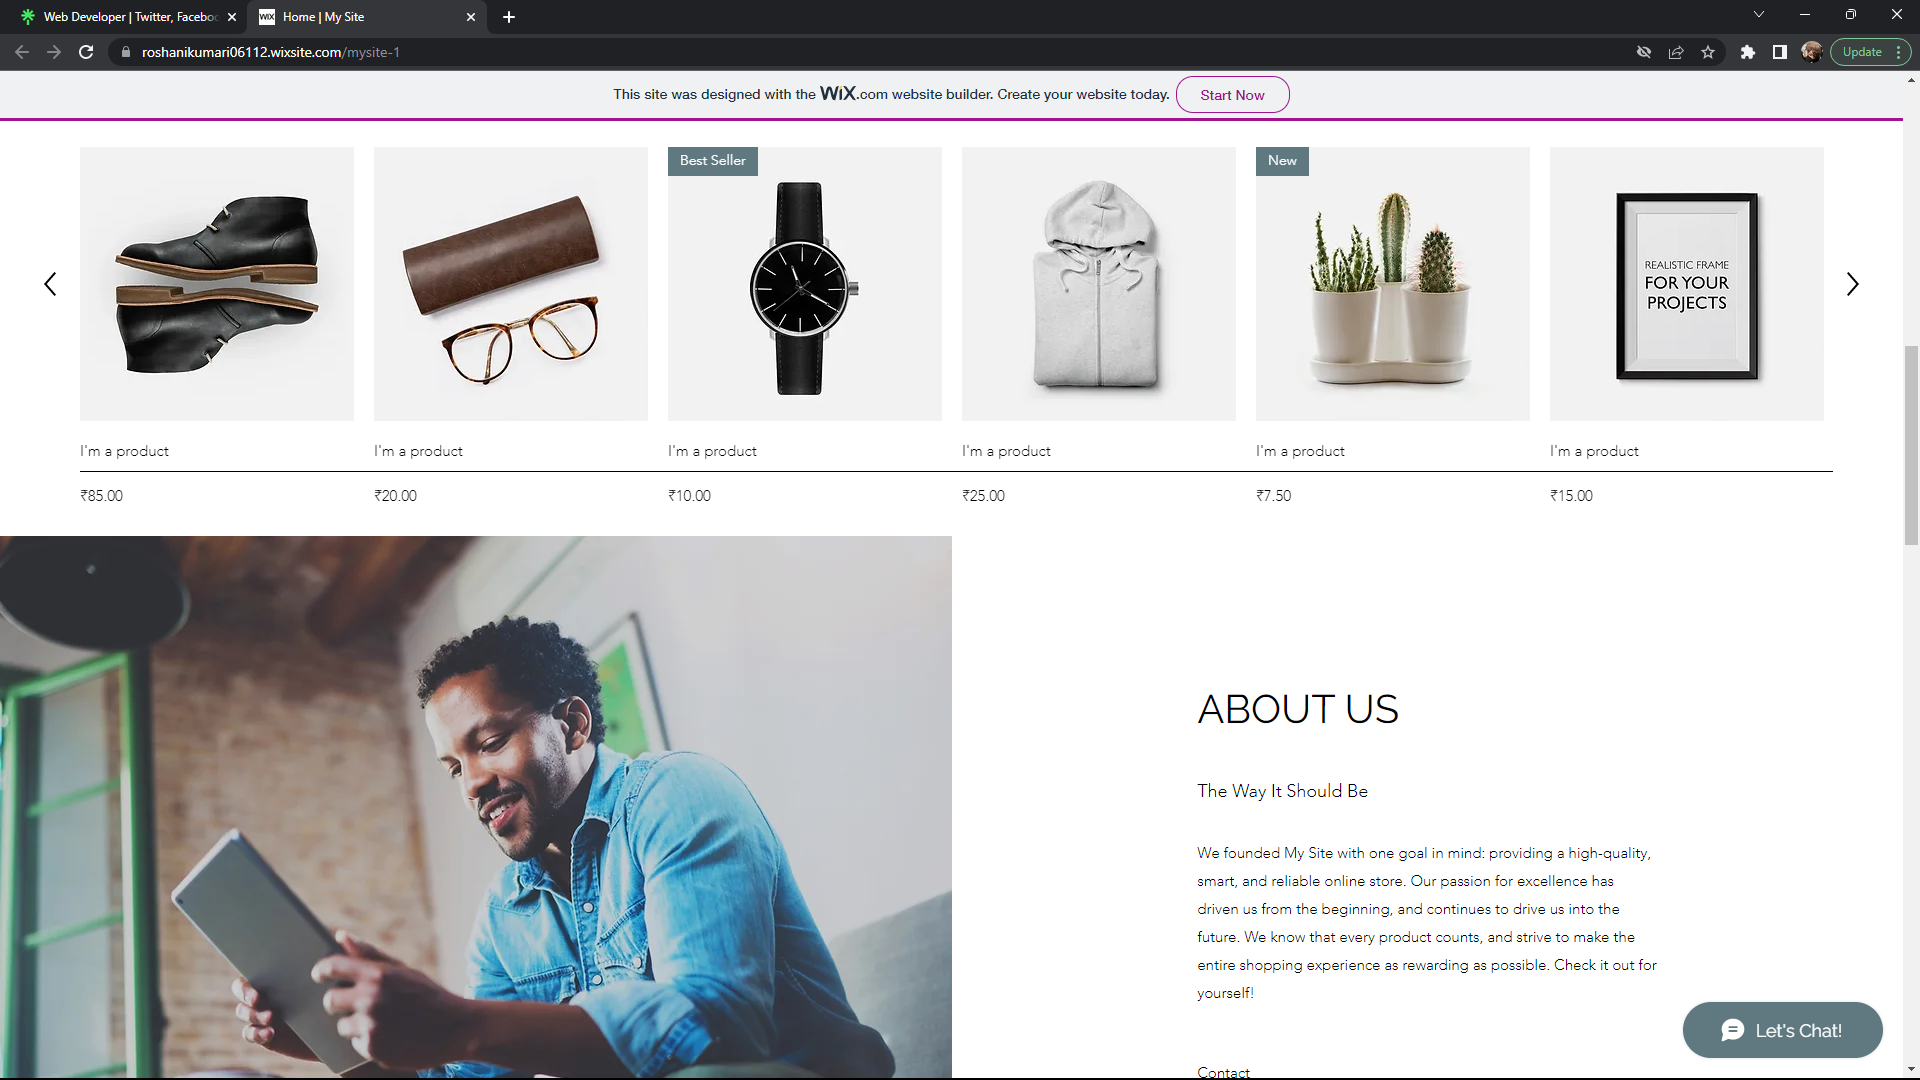 Web Developer | Twitter, Facebo
WiX Home | My Site
roshanikumari06112.wixsite.com/mysite-1
Update
This site was designed with the WiX.com website builder. Create your website today. Start Now
Best Seller
New
REALISTIC FRAME
FOR YOUR
PROJECTS
I'm a product I'm a product I'm a product I'm a product I'm a product I'm a product
₹85.00 ₹20.00 ₹10.00 ₹25.00 ₹7.50 ₹15.00
ABOUT US
The Way It Should Be
We founded My Site with one goal in mind: providing a high-quality,
smart, and reliable online store. Our passion for excellence has
driven us from the beginning, and continues to drive us into the
future. We know that every product counts, and strive to make the
entire shopping experience as rewarding as possible. Check it out for
yourself!
Let's Chat!
Contact